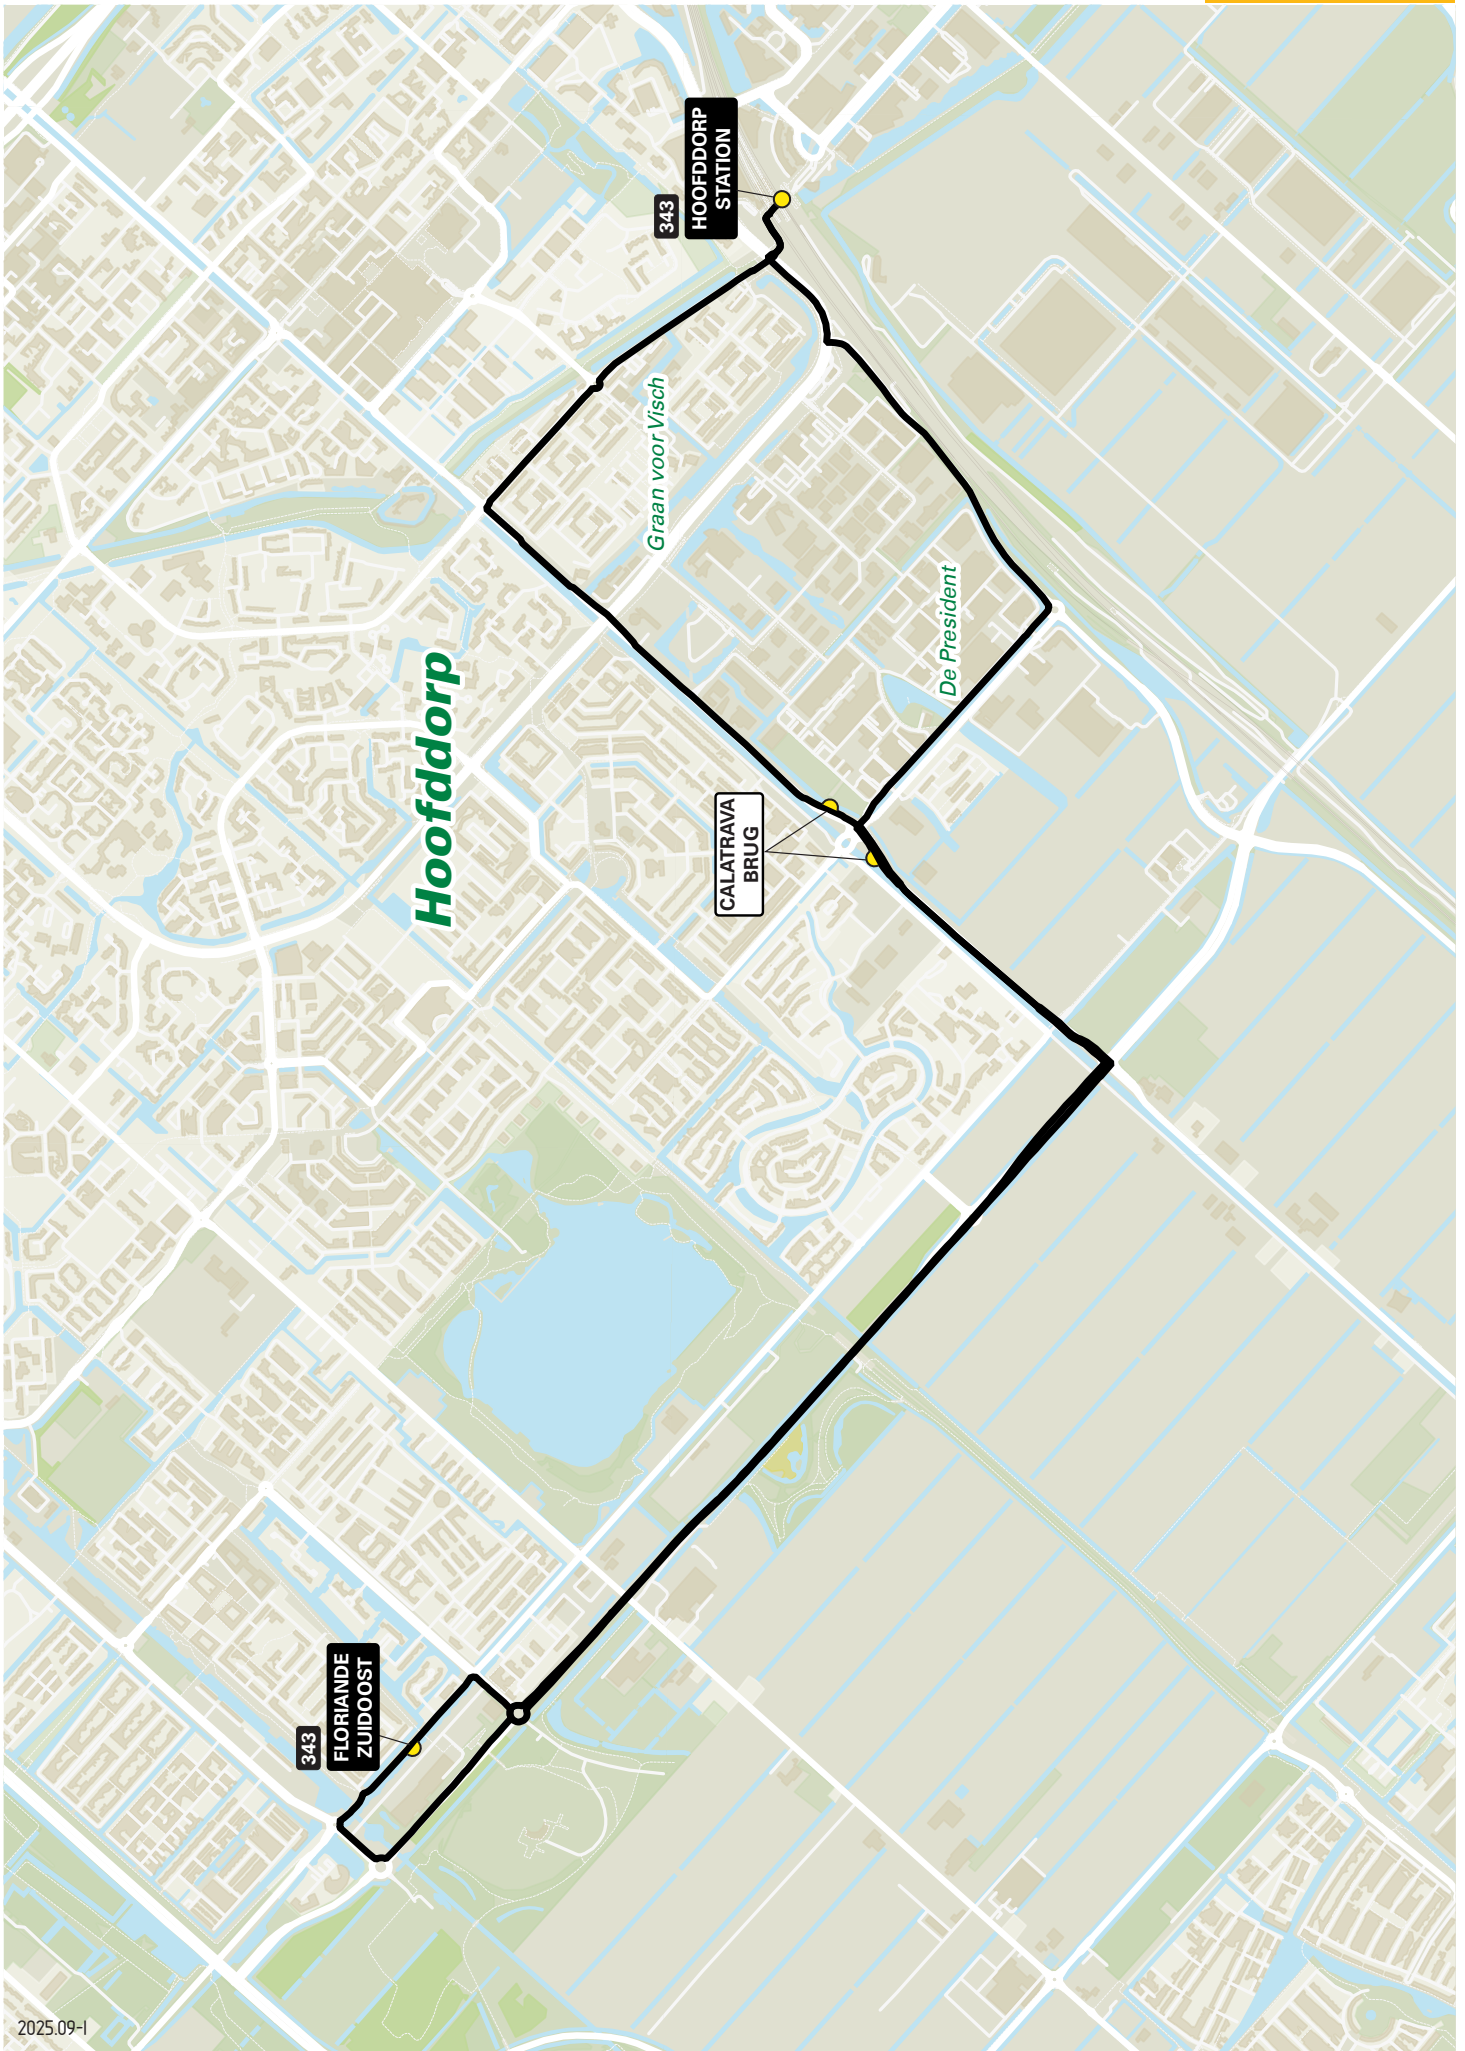 343
HOOFDDORP
STATION
Graan voor Visch
De President
Hoofddorp
CALATRAVA
BRUG
343
FLORIANDE
ZUIDOOST
2025.09-I